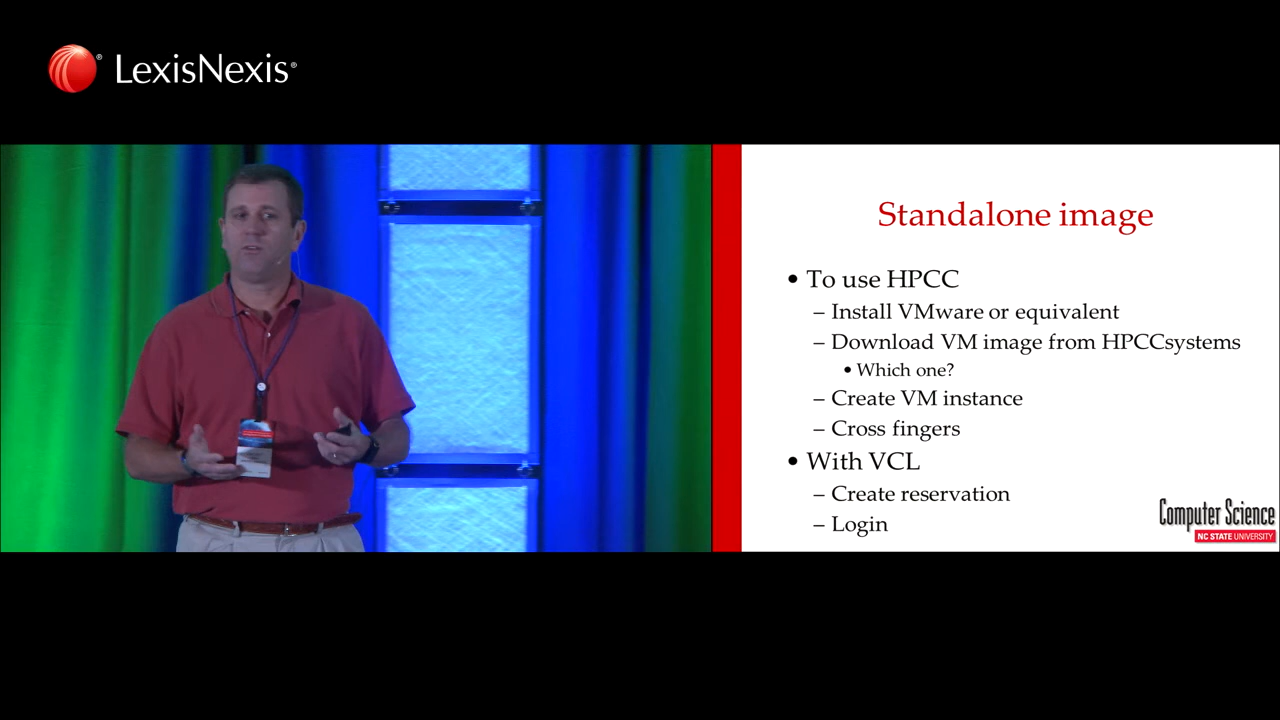 LexisNexis®
Standalone image
• To use HPCC
– Install VMware or equivalent
– Download VM image from HPCCsystems
• Which one?
– Create VM instance
– Cross fingers
• With VCL
– Create reservation
– Login
Computer Science
NC STATE UNIVERSITY